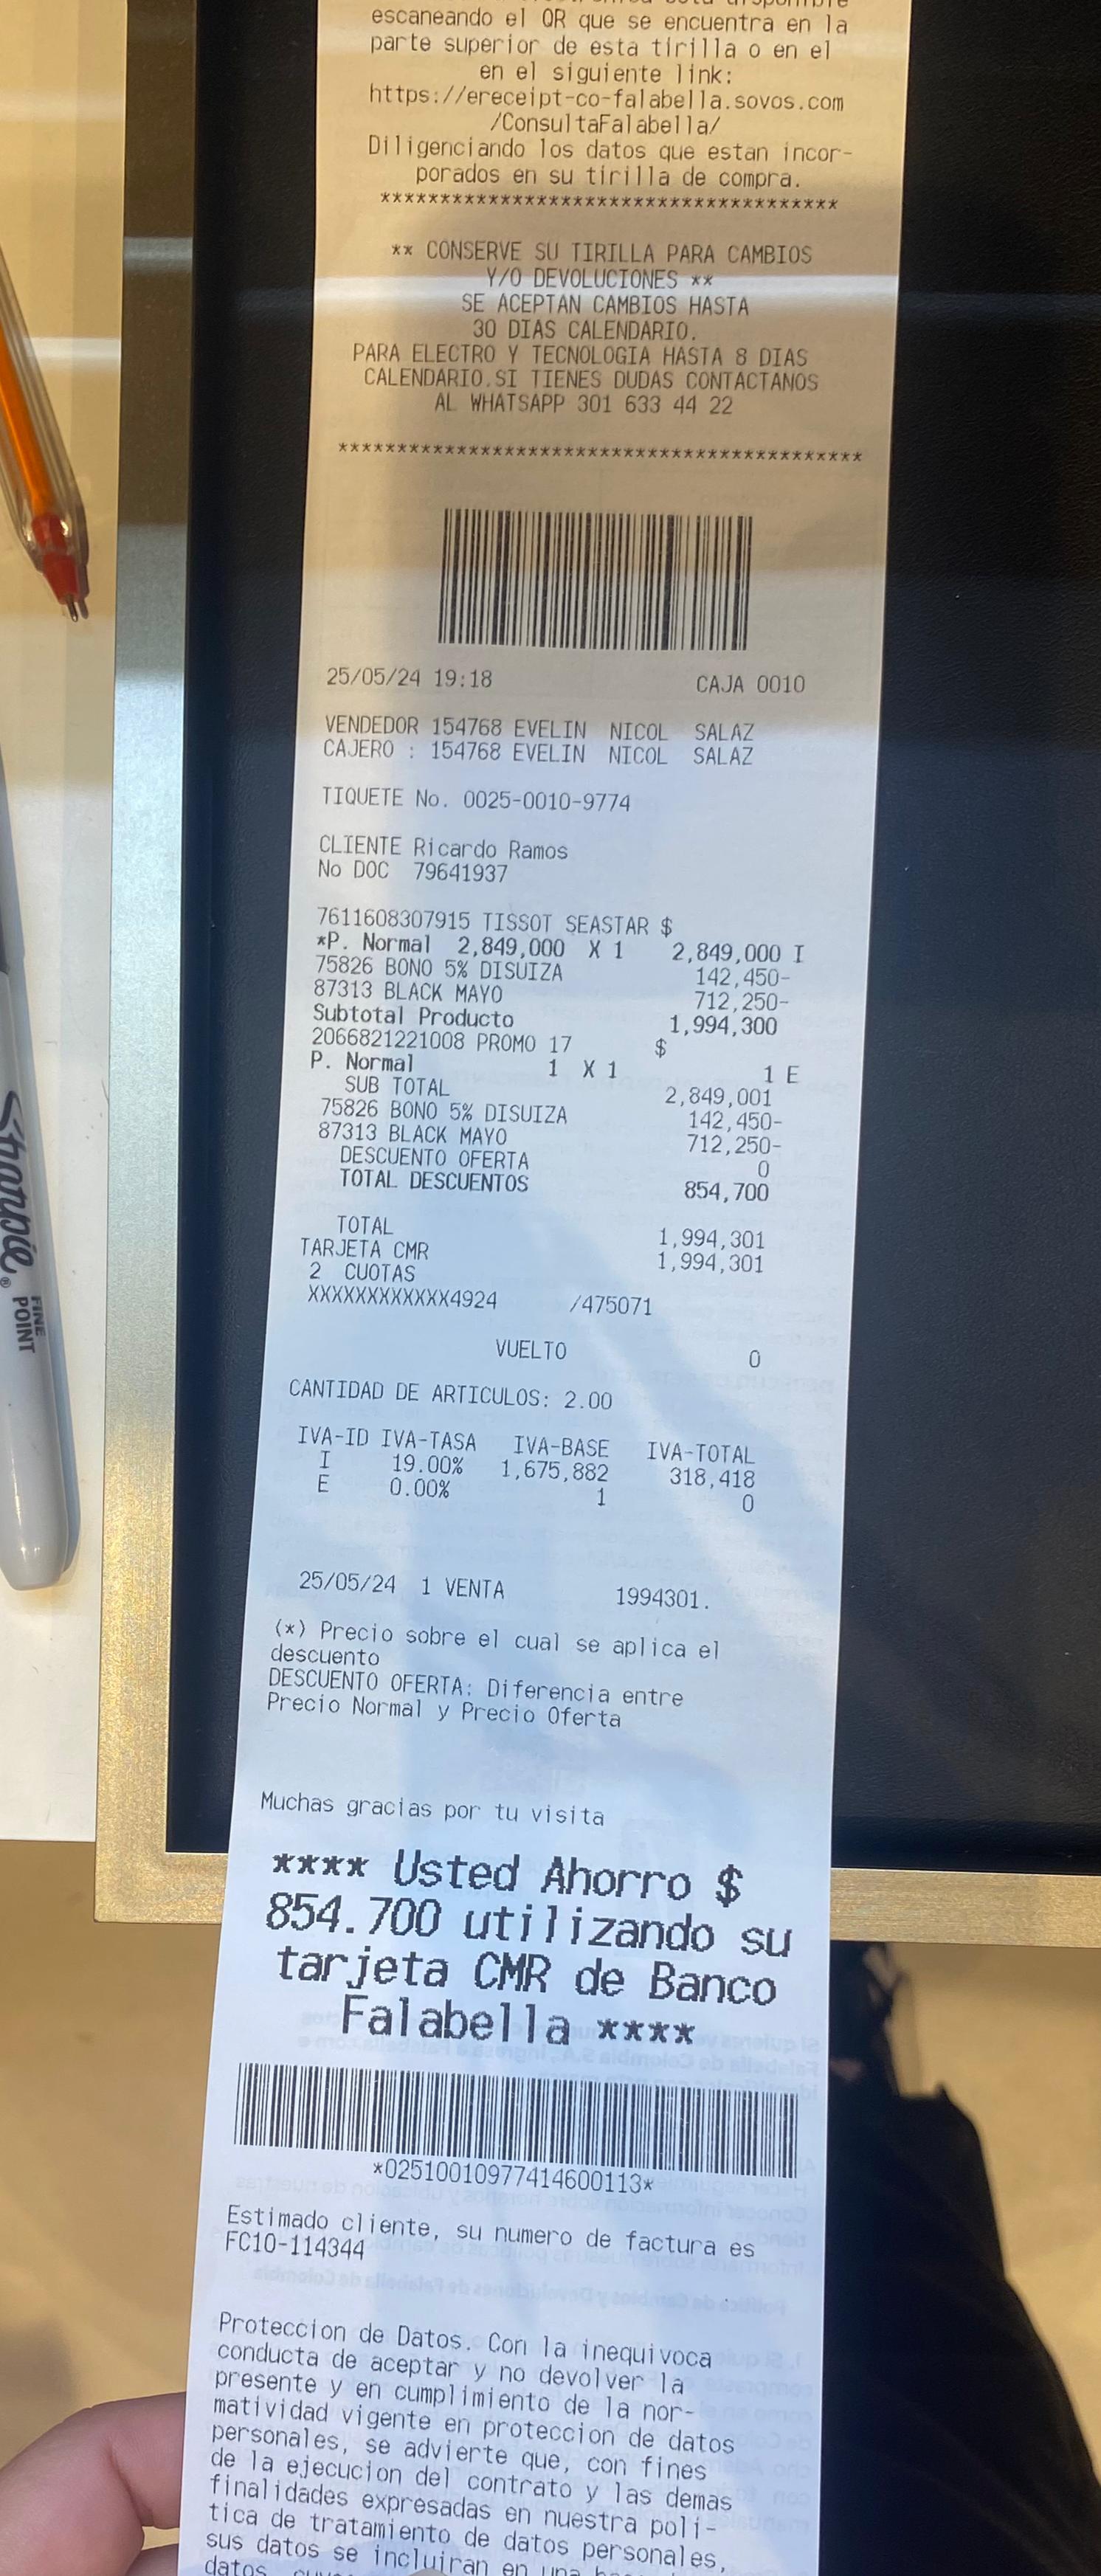 escaneando el QR que se encuentra en la
parte superior de esta tirilla o en el
en el siguiente link:
https://ereceipt-co-falabella.sovos.com
/ConsultaFalabella/
Diligenciando los datos que estan incor-
porados en su tirilla de compra.
***************************************
** CONSERVE SU TIRILLA PARA CAMBIOS
Y/O DEVOLUCIONES **
SE ACEPTAN CAMBIOS HASTA
30 DIAS CALENDARIO.
PARA ELECTRO Y TECNOLOGIA HASTA 8 DIAS
CALENDARIO.SI TIENES DUDAS CONTACTANOS
AL WHATSAPP 301 633 44 22
********************************************
25/05/24 19:18 CAJA 0010
VENDEDOR 154768 EVELIN NICOL SALAZ
CAJERO : 154768 EVELIN NICOL SALAZ
TIQUETE No. 0025-0010-9774
CLIENTE Ricardo Ramos
No DOC 79641937
7611608307915 TISSOT SEASTAR $
*P. Normal 2,849,000 X 1 2,849,000 I
75826 BONO 5% DISUIZA 142,450-
87313 BLACK MAYO 712,250-
Subtotal Producto 1,994,300
2066821221008 PROMO 17 $
P. Normal 1 X 1 1 E
SUB TOTAL 2,849,001
75826 BONO 5% DISUIZA 142,450-
87313 BLACK MAYO 712,250-
DESCUENTO OFERTA 0
TOTAL DESCUENTOS 854,700
TOTAL 1,994,301
TARJETA CMR 1,994,301
2 CUOTAS
XXXXXXXXXXXX4924 /475071
VUELTO 0
CANTIDAD DE ARTICULOS: 2.00
IVA-ID IVA-TASA IVA-BASE IVA-TOTAL
I 19.00% 1,675,882 318,418
E 0.00% 1 0
25/05/24 1 VENTA 1994301.
(*) Precio sobre el cual se aplica el
descuento
DESCUENTO OFERTA: Diferencia entre
Precio Normal y Precio Oferta
Muchas gracias por tu visita
**** Usted Ahorro $
854.700 utilizando su
tarjeta CMR de Banco
Falabella ****
*02510010977414600113*
Estimado cliente, su numero de factura es
FC10-114344
Proteccion de Datos. Con la inequivoca
conducta de aceptar y no devolver la
presente y en cumplimiento de la nor-
matividad vigente en proteccion de datos
personales, se advierte que, con fines
de la ejecucion del contrato y las demas
finalidades expresadas en nuestra poli-
tica de tratamiento de datos personales,
sus datos se incluiran en una
datos
Sharpie®
FINE
POINT